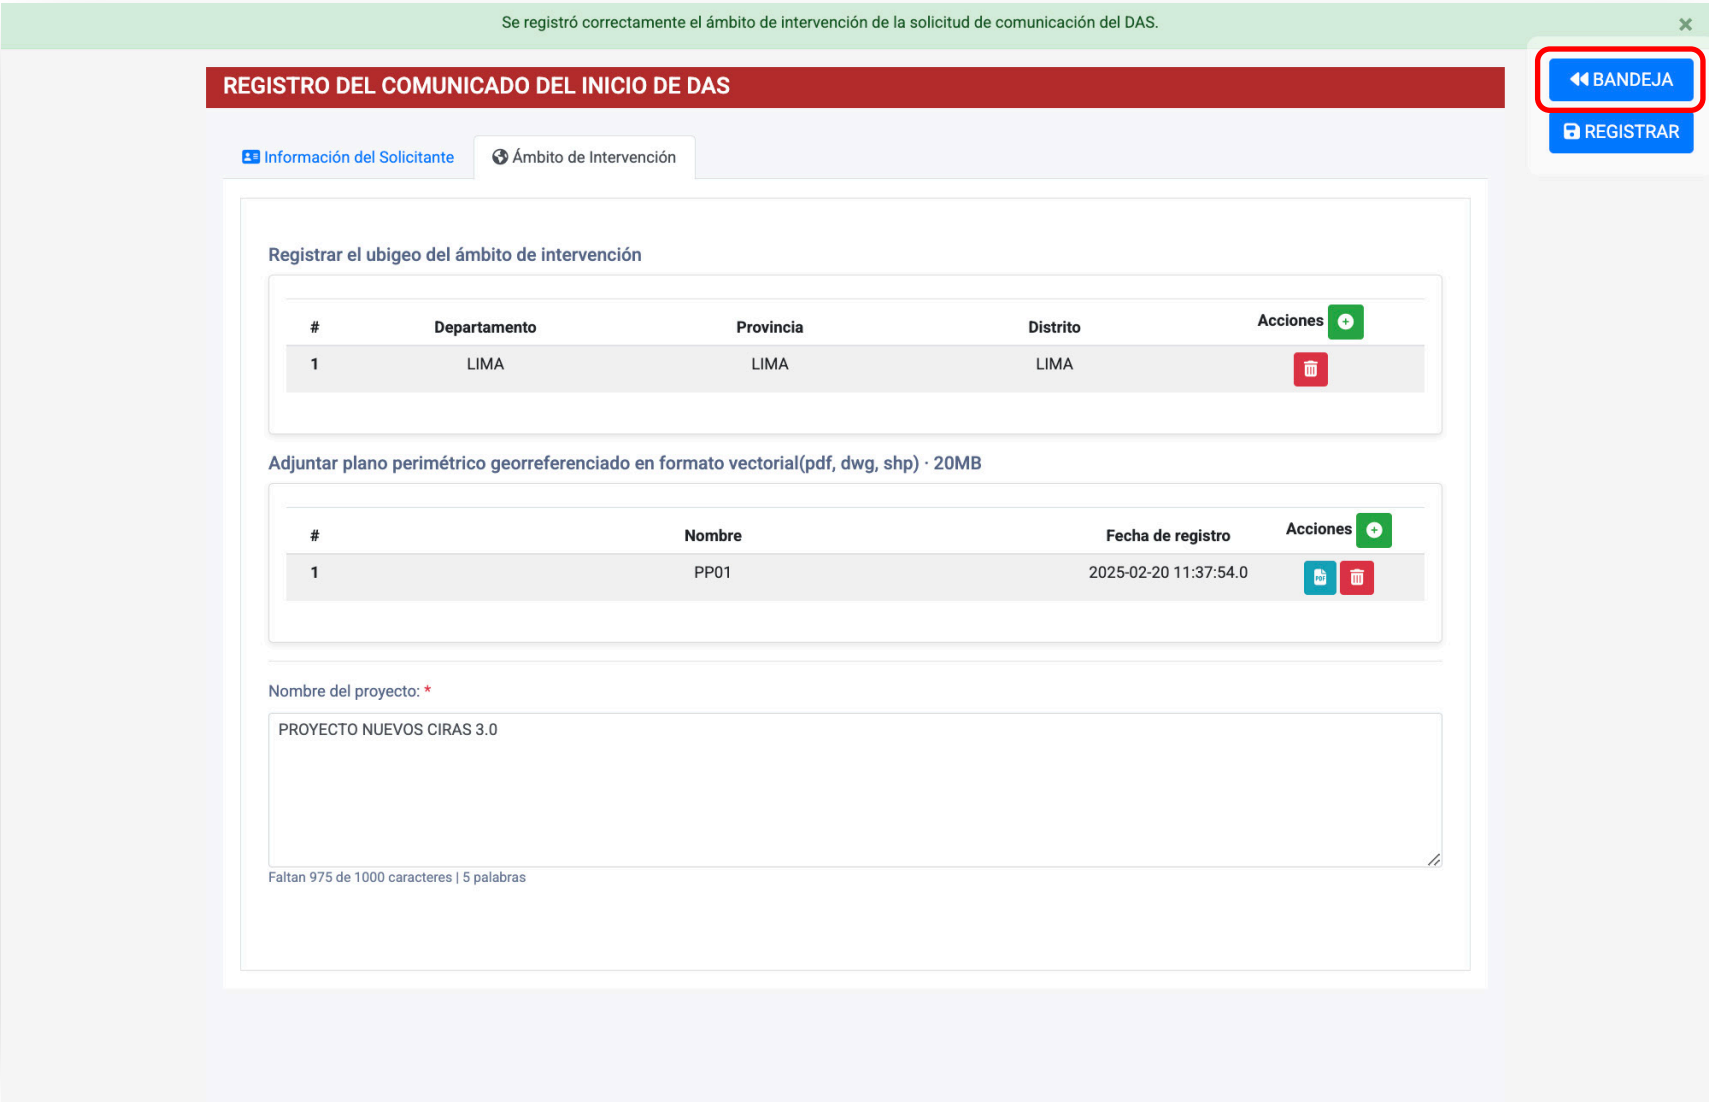 Se registró correctamente el ámbito de intervención de la solicitud de comunicación del DAS.
×
REGISTRO DEL COMUNICADO DEL INICIO DE DAS
BANDEJA
REGISTRAR
Información del Solicitante
Ámbito de Intervención
Registrar el ubigeo del ámbito de intervención
# Departamento Provincia Distrito Acciones
1 LIMA LIMA LIMA
Adjuntar plano perimétrico georreferenciado en formato vectorial(pdf, dwg, shp) · 20MB
# Nombre Fecha de registro Acciones
1 PP01 2025-02-20 11:37:54.0
PDF
Nombre del proyecto: *
PROYECTO NUEVOS CIRAS 3.0
Faltan 975 de 1000 caracteres | 5 palabras